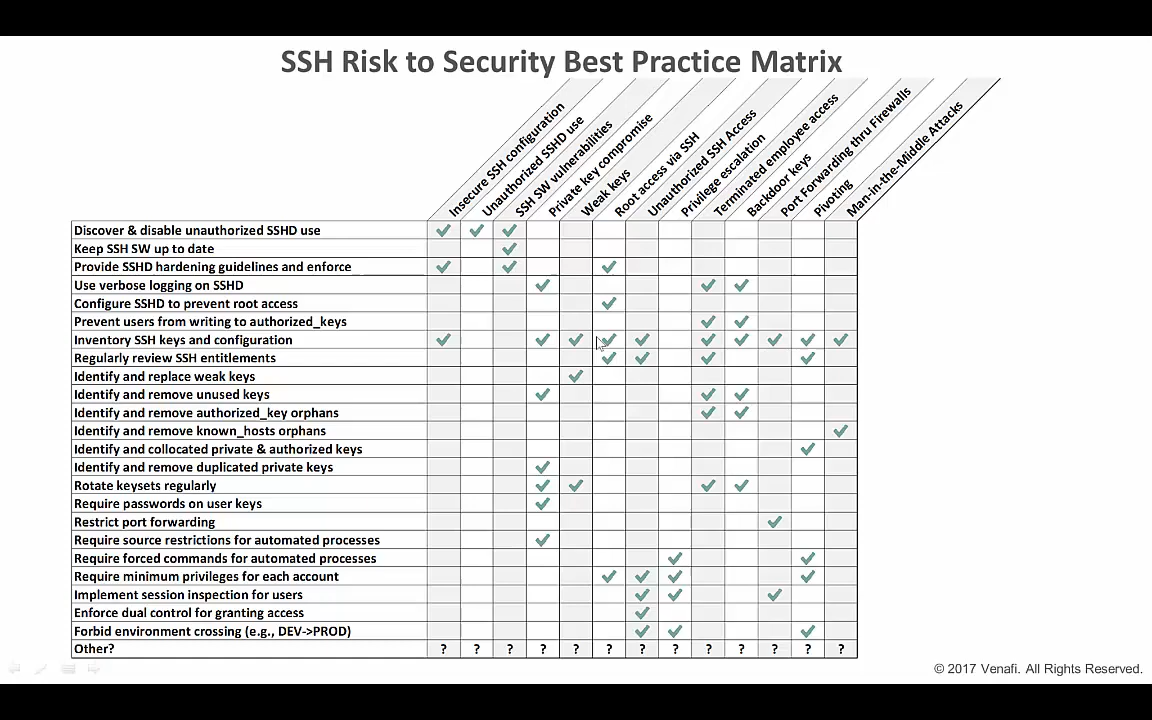 SSH Risk to Security Best Practice Matrix
Insecure SSH configuration
Unauthorized SSHD use
SSH SW vulnerabilities
Private key compromise
Weak keys
Root access via SSH
Unauthorized SSH Access
Privilege escalation
Terminated employee access
Backdoor keys
Port Forwarding thru Firewalls
Pivoting
Man-in-the-Middle Attacks
Discover & disable unauthorized SSHD use
Keep SSH SW up to date
Provide SSHD hardening guidelines and enforce
Use verbose logging on SSHD
Configure SSHD to prevent root access
Prevent users from writing to authorized_keys
Inventory SSH keys and configuration
Regularly review SSH entitlements
Identify and replace weak keys
Identify and remove unused keys
Identify and remove authorized_key orphans
Identify and remove known_hosts orphans
Identify and collocated private & authorized keys
Identify and remove duplicated private keys
Rotate keysets regularly
Require passwords on user keys
Restrict port forwarding
Require source restrictions for automated processes
Require forced commands for automated processes
Require minimum privileges for each account
Implement session inspection for users
Enforce dual control for granting access
Forbid environment crossing (e.g., DEV->PROD)
Other? ? ? ? ? ? ? ? ? ? ? ? ? ?
© 2017 Venafi. All Rights Reserved.